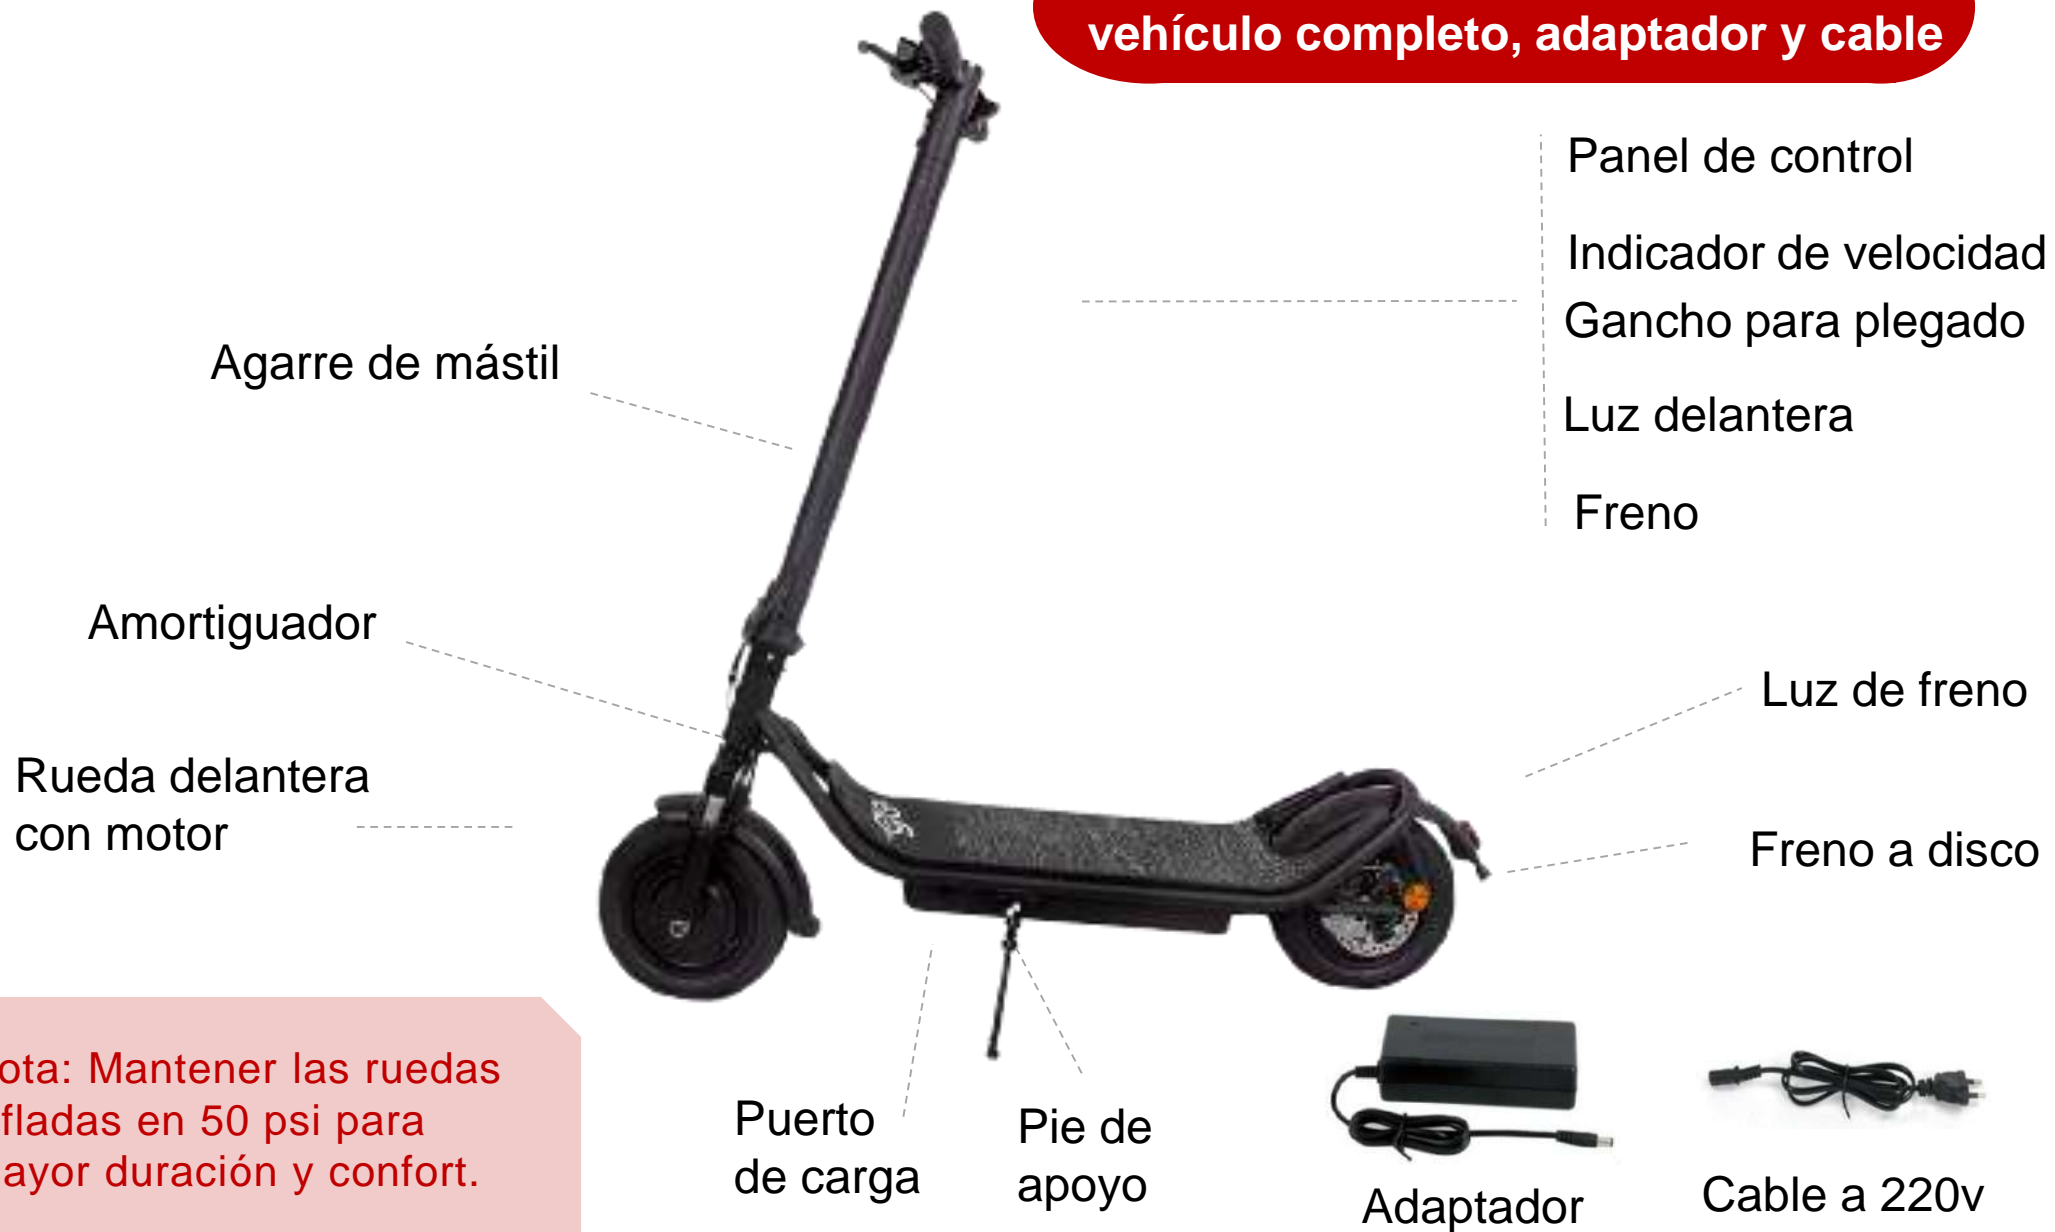 vehículo completo, adaptador y cable
Panel de control
Indicador de velocidad
Gancho para plegado
Agarre de mástil
Luz delantera
Freno
Amortiguador
Luz de freno
Rueda delantera
con motor
Freno a disco
ota: Mantener las ruedas
fladas en 50 psi para
ayor duración y confort.
Puerto
de carga
Pie de
apoyo
Adaptador
Cable a 220v